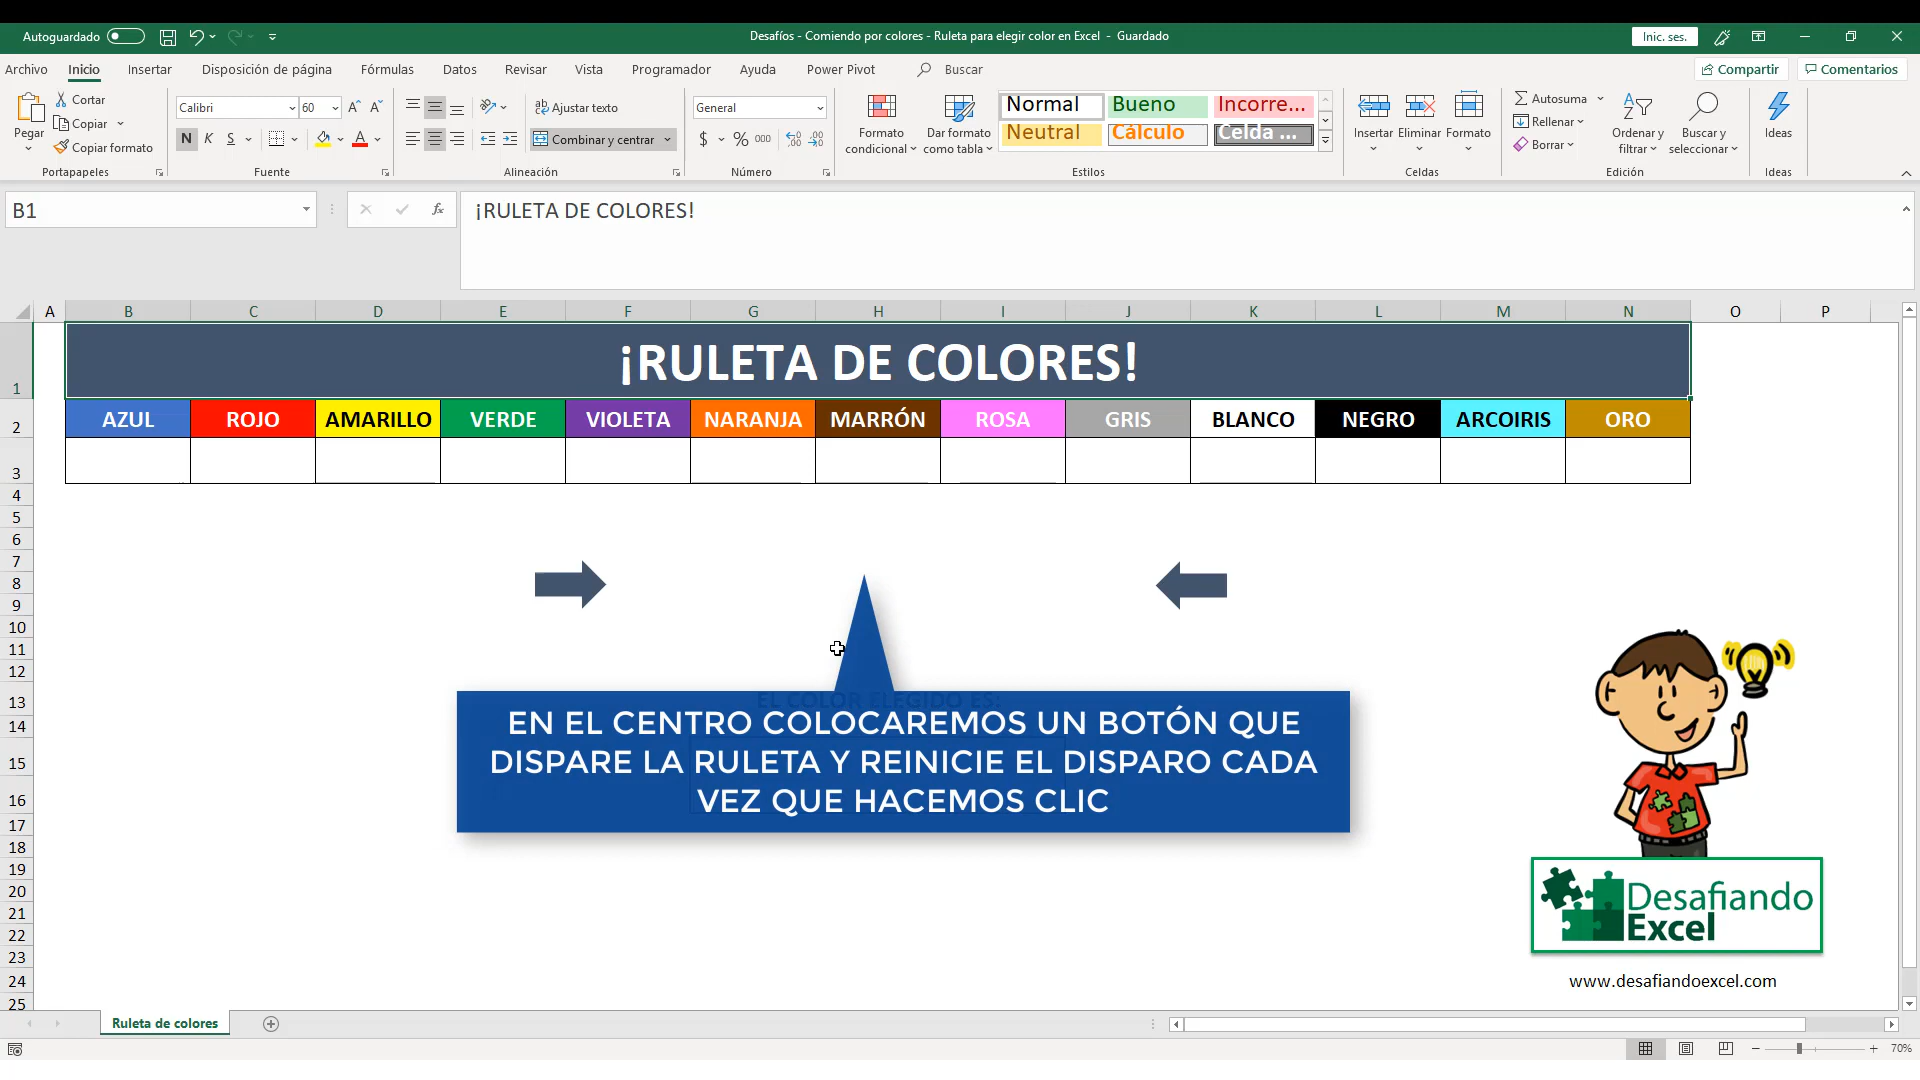 Autoguardado
Desafíos - Comiendo por colores - Ruleta para elegir color en Excel - Guardado
Inic. ses.
Archivo Inicio Insertar Disposición de página Fórmulas Datos Revisar Vista Programador Ayuda Power Pivot Buscar Compartir Comentarios
Pegar
Cortar
Copiar
Copiar formato
Portapapeles
Calibri 60
N K S
Fuente
Ajustar texto
Combinar y centrar
Alineación
General
$ % 000
Número
Formato condicional
Dar formato como tabla
Normal Bueno Incorre...
Neutral Cálculo Celda ...
Estilos
Insertar Eliminar Formato
Celdas
Autosuma
Rellenar
Borrar
Ordenar y filtrar
Buscar y seleccionar
Edición
Ideas
Ideas
B1 fx ¡RULETA DE COLORES!
A B C D E F G H I J K L M N O P
1 ¡RULETA DE COLORES!
2 AZUL ROJO AMARILLO VERDE VIOLETA NARANJA MARRÓN ROSA GRIS BLANCO NEGRO ARCOIRIS ORO
3
4
5
6
7
8
9
10
11
12
13 EL COLOR ELEGIDO ES:
14
15
16
17
18
19
20
21
22
23
24
25
EN EL CENTRO COLOCAREMOS UN BOTÓN QUE
DISPARE LA RULETA Y REINICIE EL DISPARO CADA
VEZ QUE HACEMOS CLIC
Desafiando
Excel
www.desafiandoexcel.com
Ruleta de colores
70%